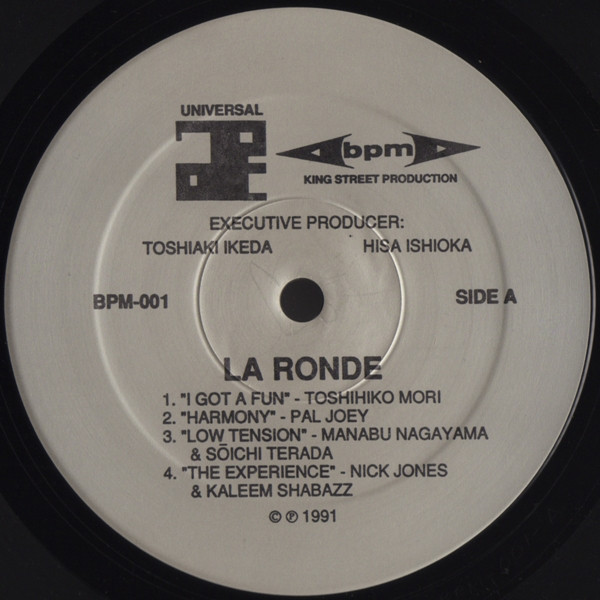 UNIVERSAL
bpm
KING STREET PRODUCTION
EXECUTIVE PRODUCER:
TOSHIAKI IKEDA HISA ISHIOKA
BPM-001 SIDE A
LA RONDE
1. "I GOT A FUN" - TOSHIHIKO MORI
2. "HARMONY" - PAL JOEY
3. "LOW TENSION" - MANABU NAGAYAMA
& SŌICHI TERADA
4. "THE EXPERIENCE" - NICK JONES
& KALEEM SHABAZZ
© ℗ 1991